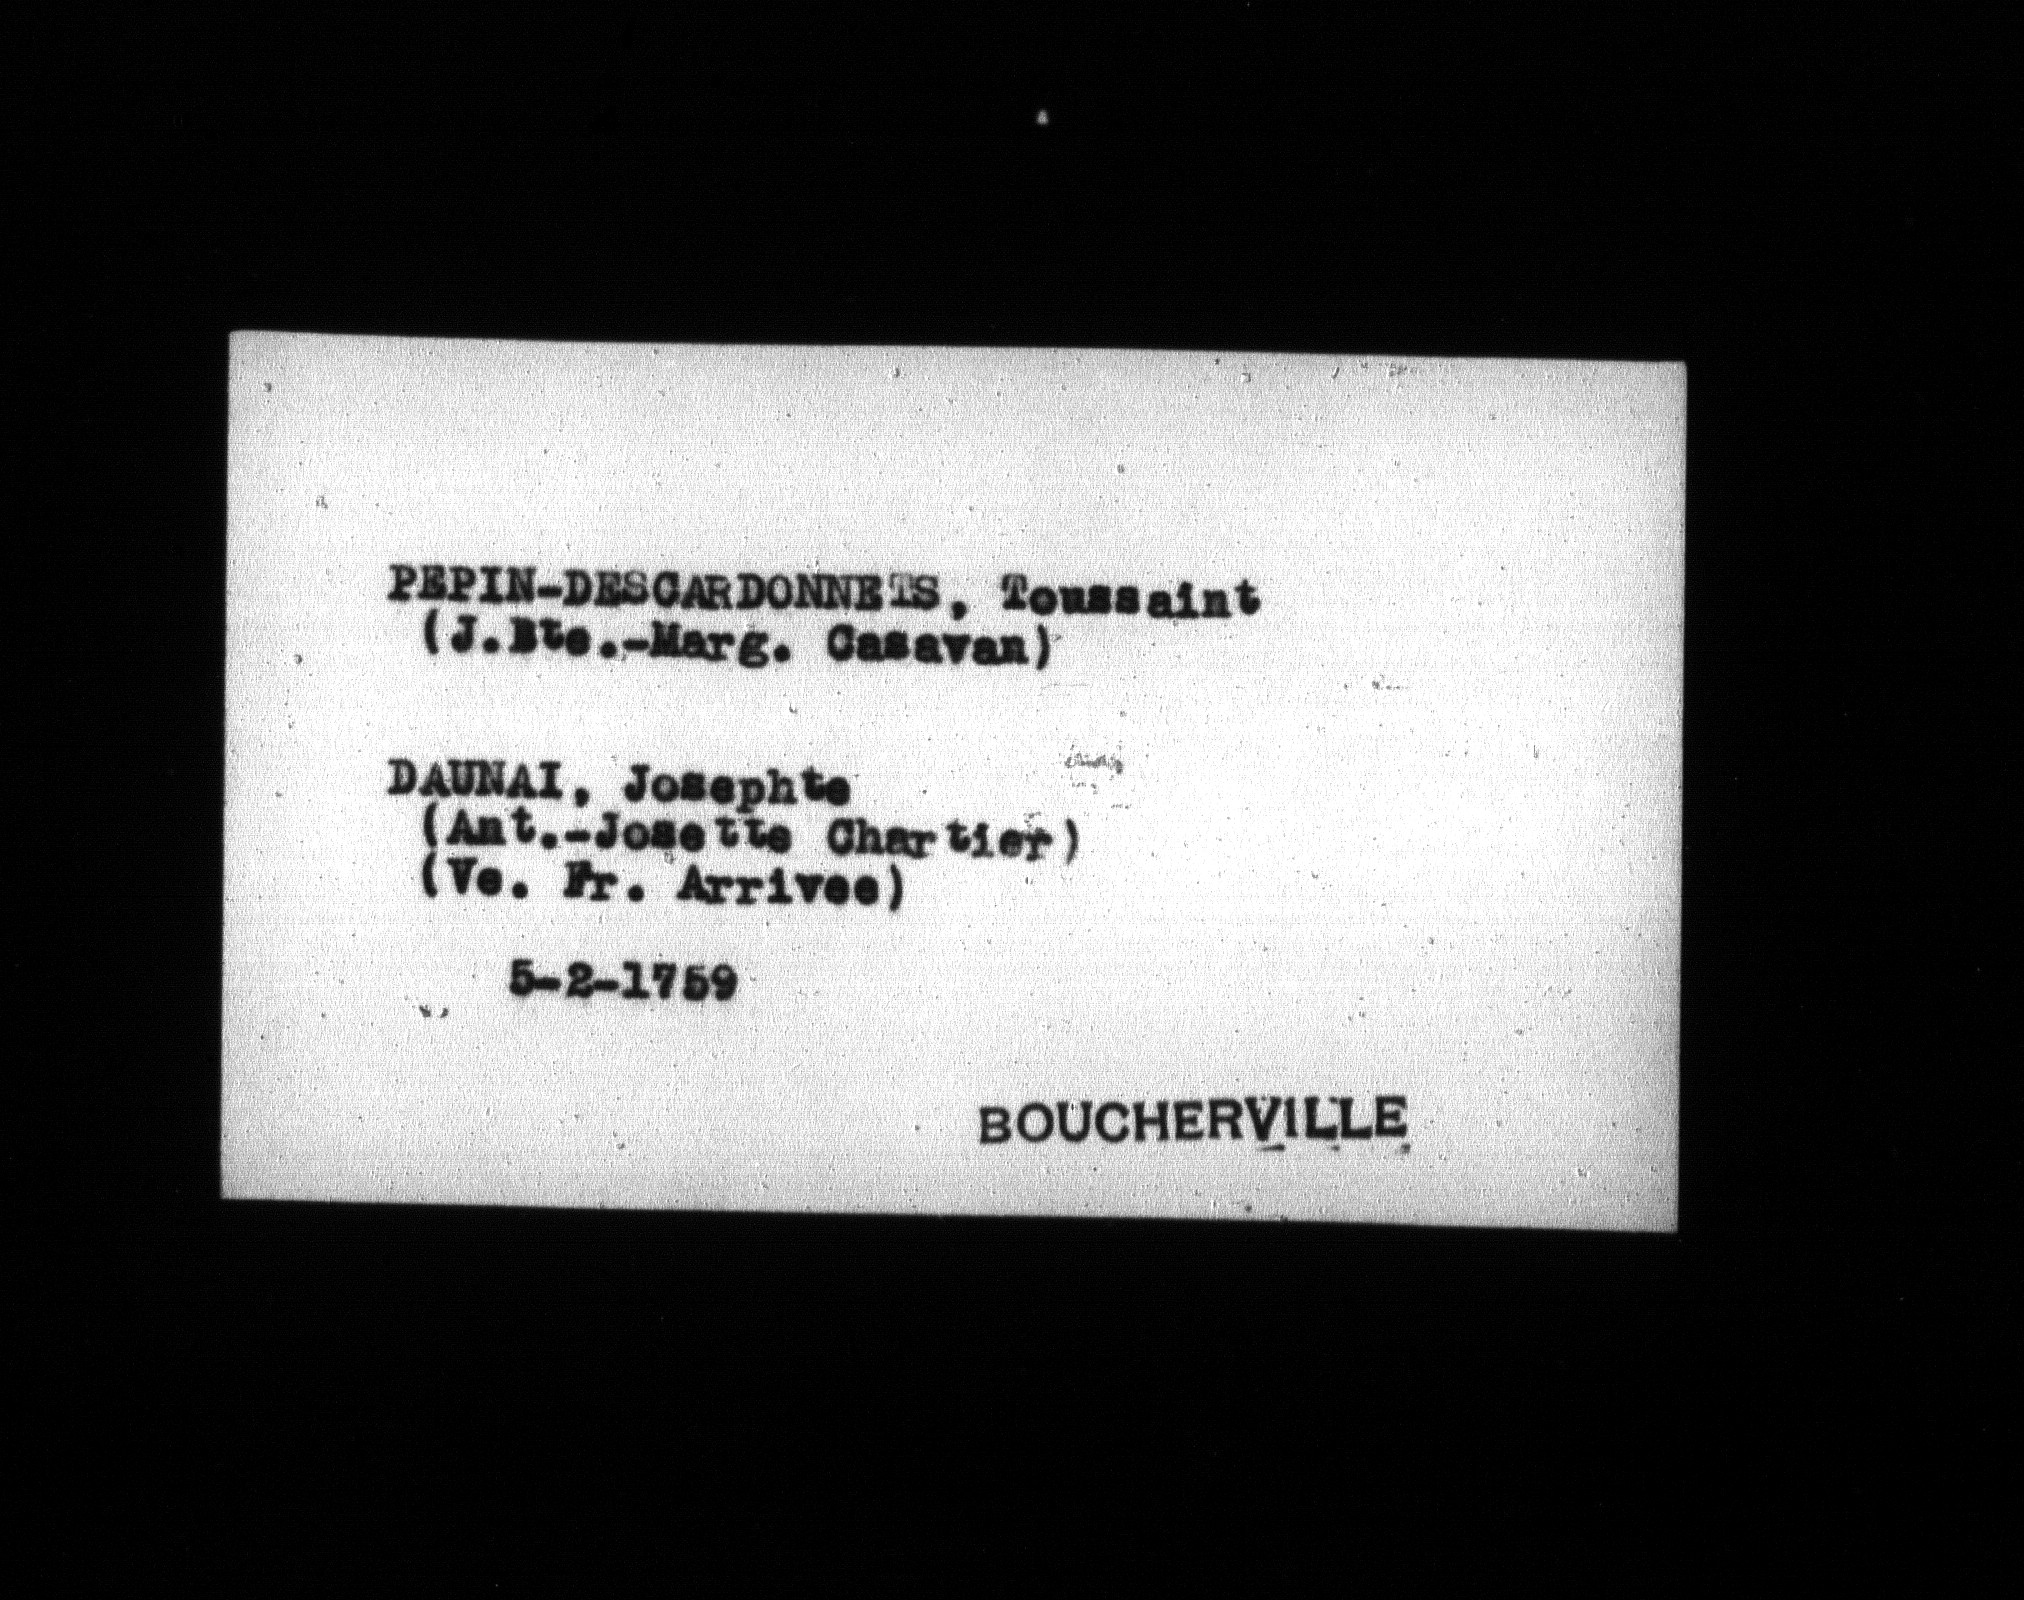 PEPIN-DESCARDONNETS, Toussaint
(J.Bte.-Marg. Casavan)
DAUNAI, Josephte
(Ant.-Josette Chartier)
(Ve. Fr. Arrivee)
5-2-1759
BOUCHERVILLE